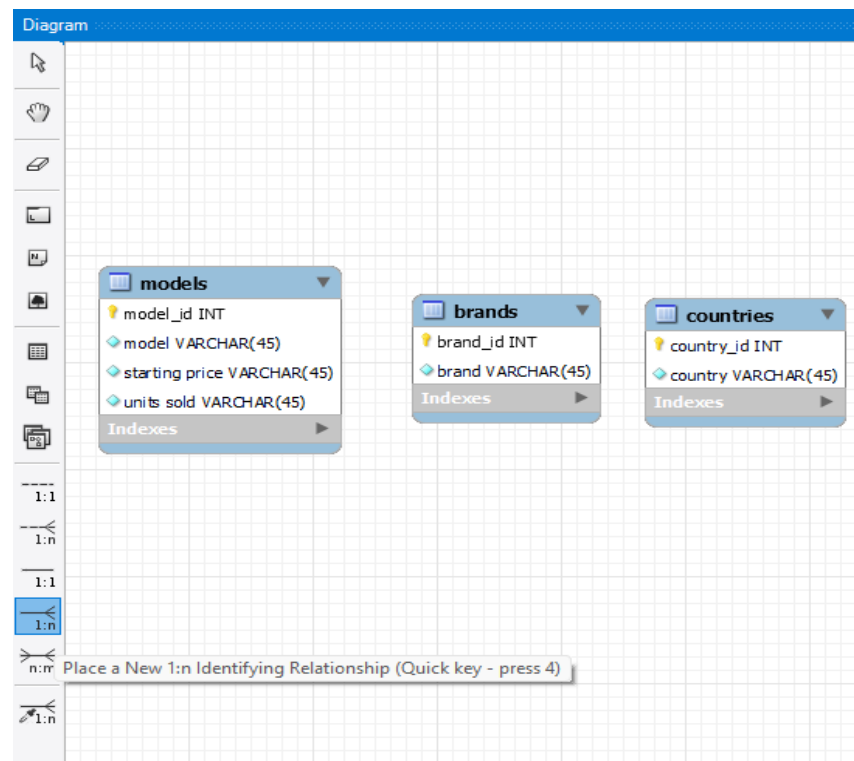 Diagram
models
model_id INT
model VARCHAR(45)
starting price VARCHAR(45)
units sold VARCHAR(45)
Indexes
brands
brand_id INT
brand VARCHAR(45)
Indexes
countries
country_id INT
country VARCHAR(45)
Indexes
1:1
1:n
1:1
1:n
n:m
Place a New 1:n Identifying Relationship (Quick key - press 4)
1:n